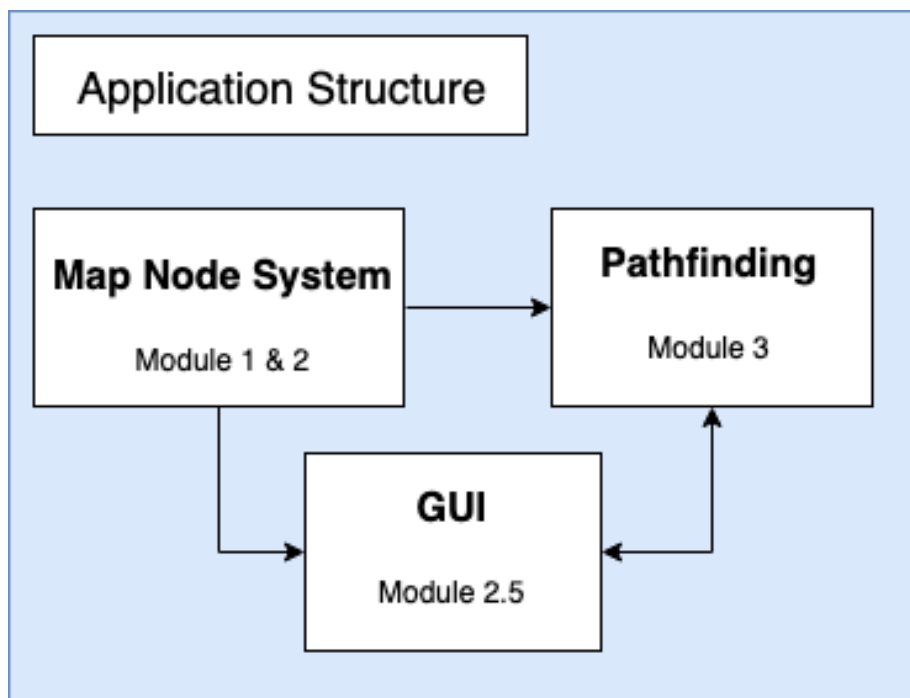 Application Structure
Map Node System
Module 1 & 2
Pathfinding
Module 3
GUI
Module 2.5